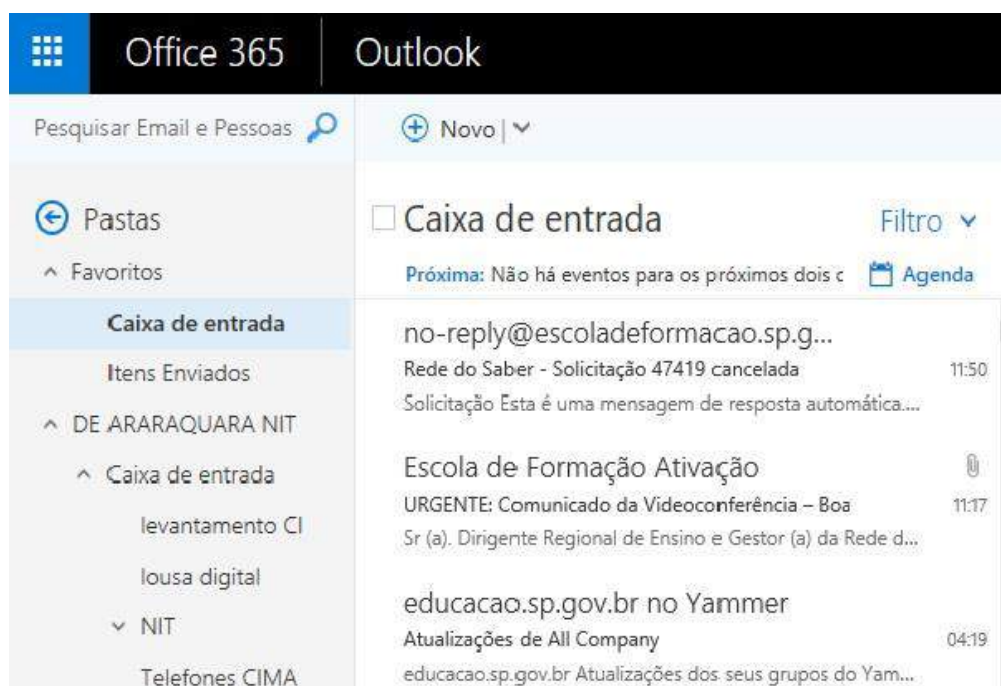 Office 365
Outlook
Pesquisar Email e Pessoas
Novo
Pastas
Favoritos
Caixa de entrada
Itens Enviados
DE ARARAQUARA NIT
Caixa de entrada
levantamento CI
lousa digital
NIT
Telefones CIMA
Caixa de entrada
Filtro
Próxima: Não há eventos para os próximos dois c
Agenda
no-reply@escoladeformacao.sp.g...
Rede do Saber - Solicitação 47419 cancelada 11:50
Solicitação Esta é uma mensagem de resposta automática....
Escola de Formação Ativação
URGENTE: Comunicado da Videoconferência – Boa 11:17
Sr (a). Dirigente Regional de Ensino e Gestor (a) da Rede d...
educacao.sp.gov.br no Yammer
Atualizações de All Company 04:19
educacao.sp.gov.br Atualizações dos seus grupos do Yam...